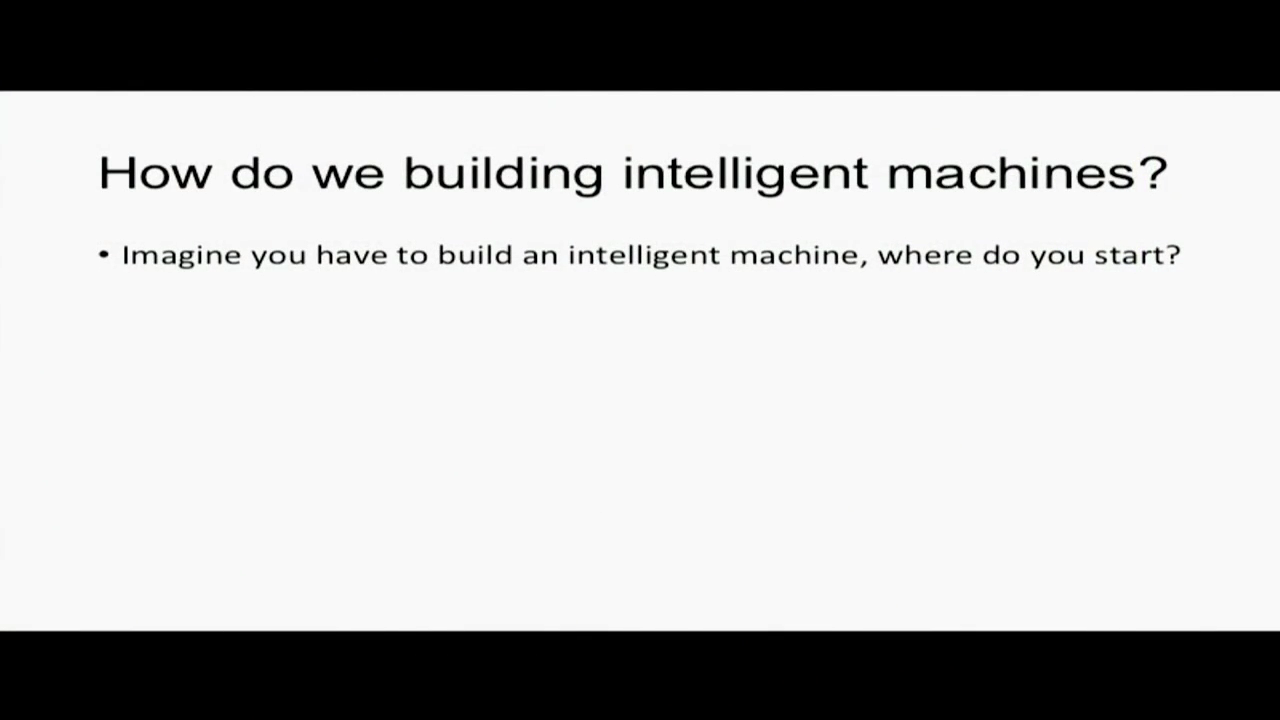 How do we building intelligent machines?
• Imagine you have to build an intelligent machine, where do you start?